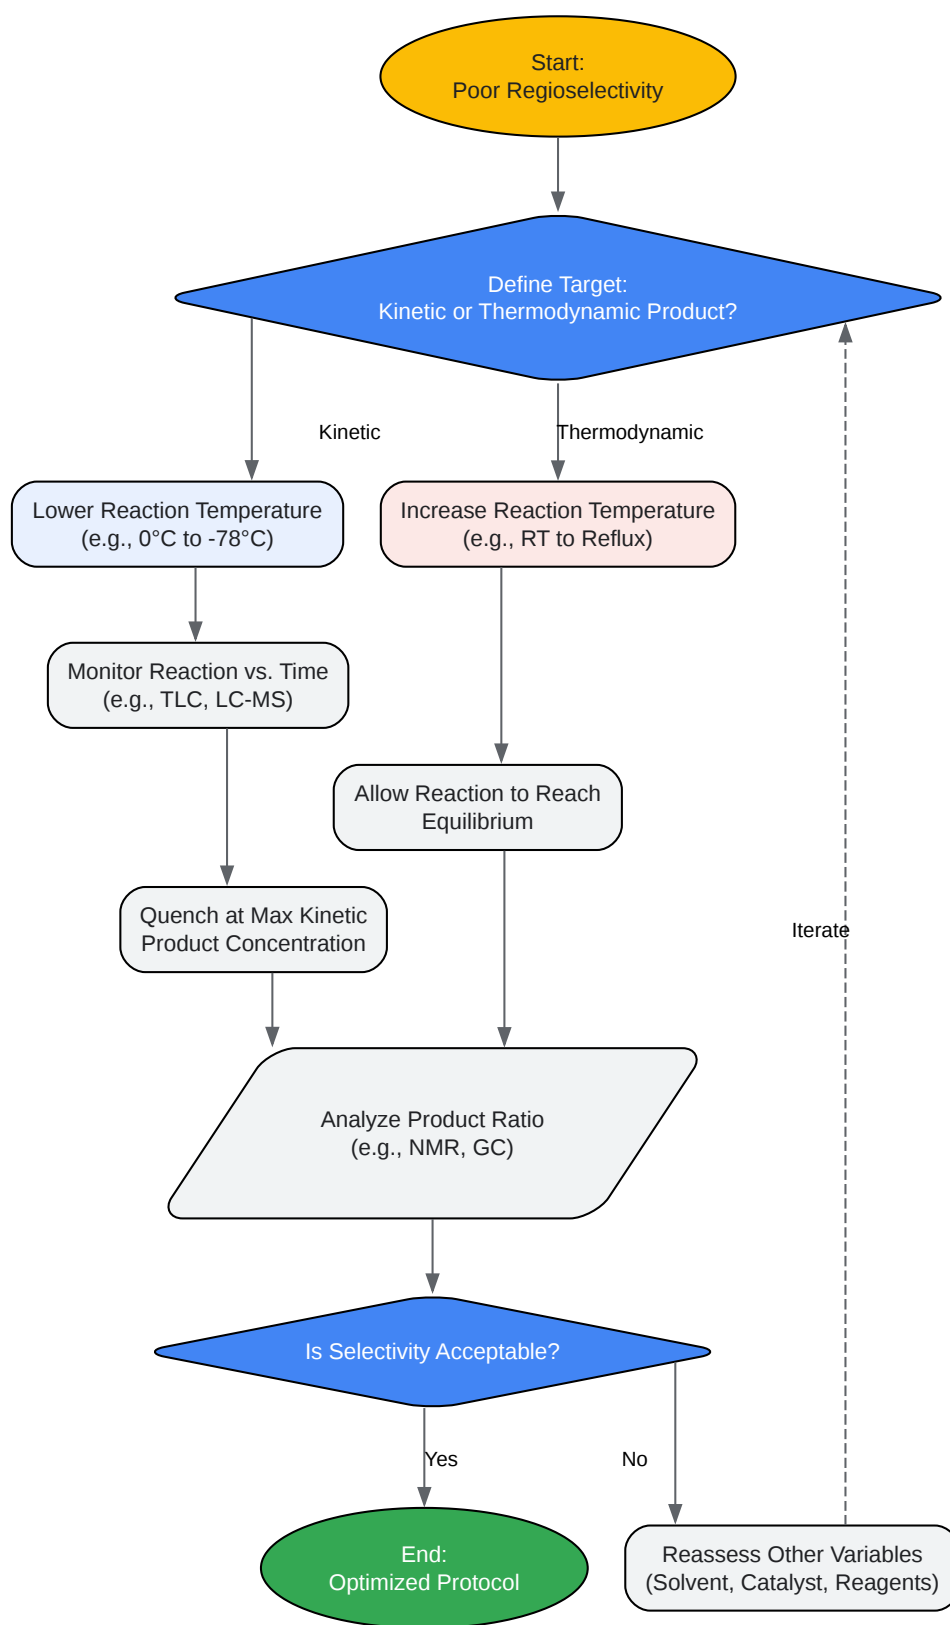 Start:
Poor Regioselectivity
Define Target:
Kinetic or Thermodynamic Product?
Kinetic
Thermodynamic
Lower Reaction Temperature
(e.g., 0°C to -78°C)
Increase Reaction Temperature
(e.g., RT to Reflux)
Monitor Reaction vs. Time
(e.g., TLC, LC-MS)
Allow Reaction to Reach
Equilibrium
Quench at Max Kinetic
Product Concentration
Iterate
Analyze Product Ratio
(e.g., NMR, GC)
Is Selectivity Acceptable?
Yes
No
End:
Optimized Protocol
Reassess Other Variables
(Solvent, Catalyst, Reagents)